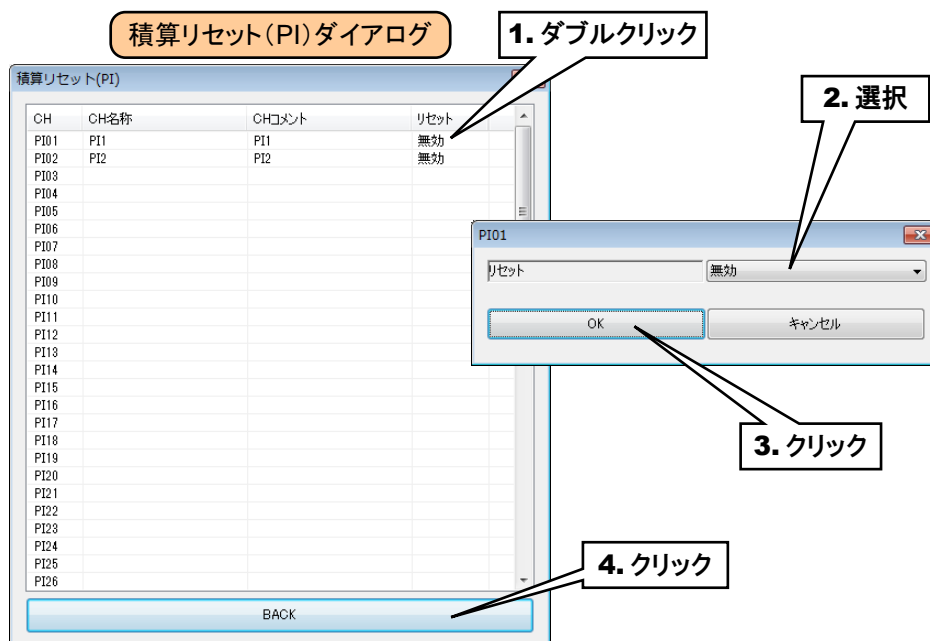 積算リセット(PI)ダイアログ
1. ダブルクリック
積算リセット(PI)
2. 選択
CH CH名称 CHコメント リセット
PI01 PI1 PI1 無効
PI02 PI2 PI2 無効
PI03
PI04
PI05
PI06
PI07
PI08
PI09
PI10
PI11
PI12
PI13
PI14
PI15
PI16
PI17
PI18
PI19
PI20
PI21
PI22
PI23
PI24
PI25
PI26
BACK
PI01
リセット 無効
OK キャンセル
3. クリック
4. クリック